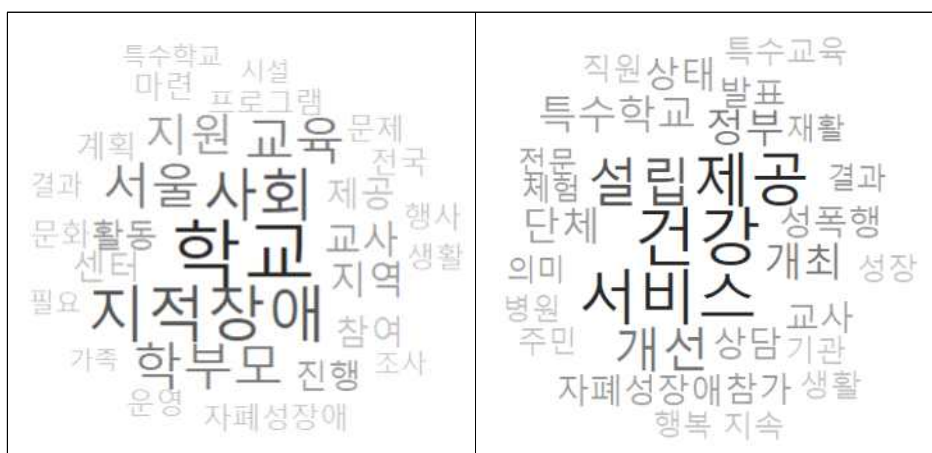 특수학교 시설
마련 프로그램
지원 교육 문제
계획 전국
서울 사회 제공
결과 행사
문화 활동 학교 교사 생활
센터 지역
필요 지적장애 참여
가족 학부모 진행 조사
운영 자폐성장애
특수교육
직원 상태 발표
특수학교 정부 재활
전문 설립 제공 결과
체험
단체 건강 성폭행
의미 개최 성장
병원 서비스 교사
주민 개선 상담 기관
자폐성장애 참가 생활
행복 지속